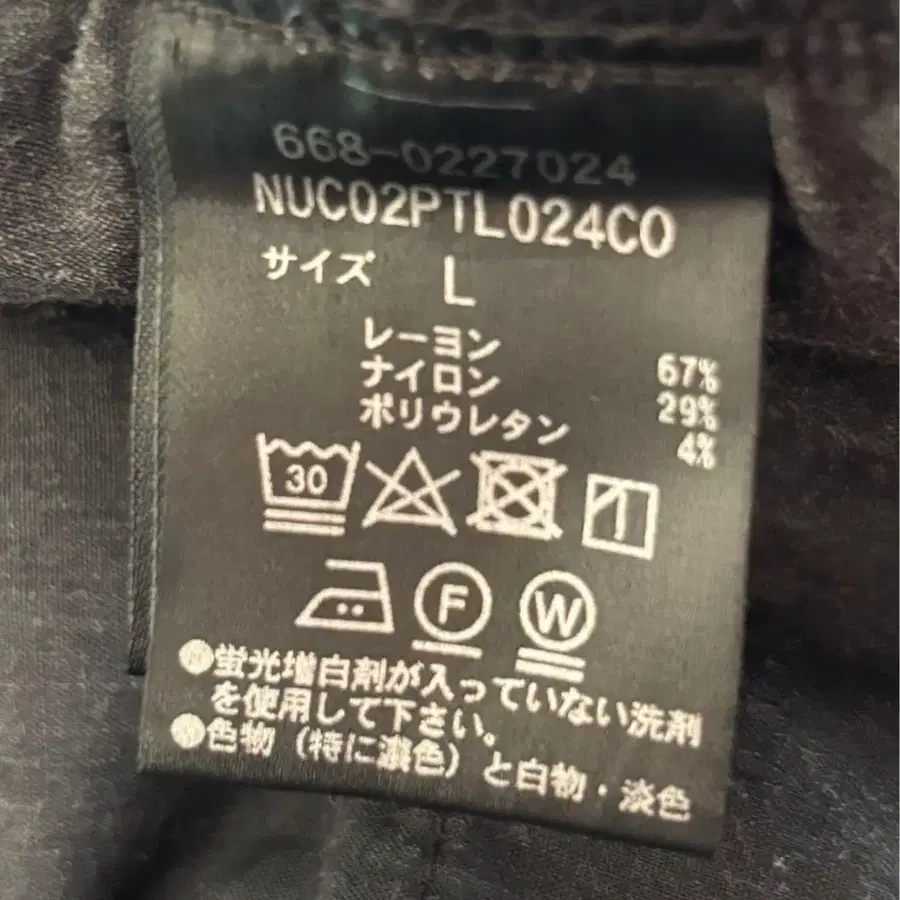 668-0227024
NUC02PTL024CO
サイズ L
レーヨン 67%
ナイロン 29%
ポリウレタン 4%
30
F W
●蛍光増白剤が入っていない洗剤
を使用して下さい。
●色物（特に濃色）と白物・淡色